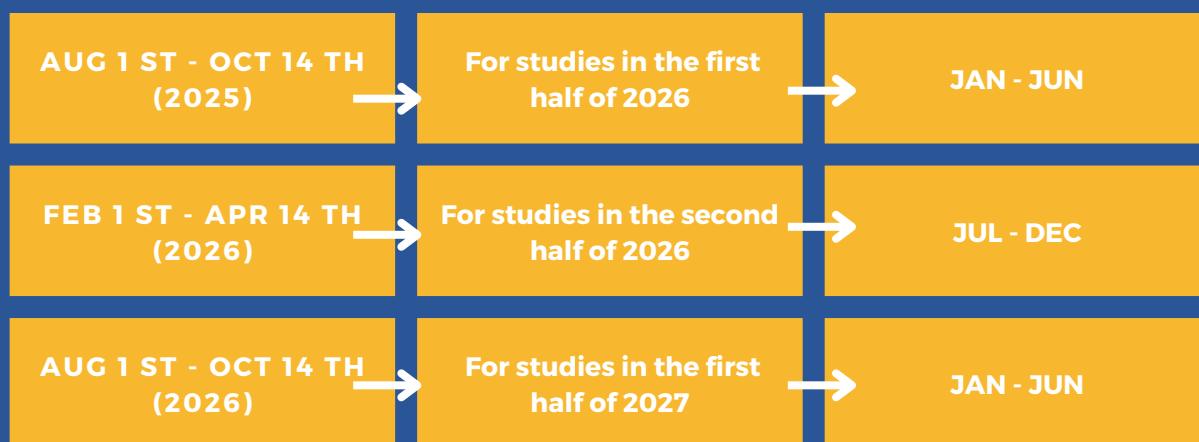 AUG 1 ST - OCT 14 TH
(2025)
For studies in the first
half of 2026
JAN - JUN
FEB 1 ST - APR 14 TH
(2026)
For studies in the second
half of 2026
JUL - DEC
AUG 1 ST - OCT 14 TH
(2026)
For studies in the first
half of 2027
JAN - JUN